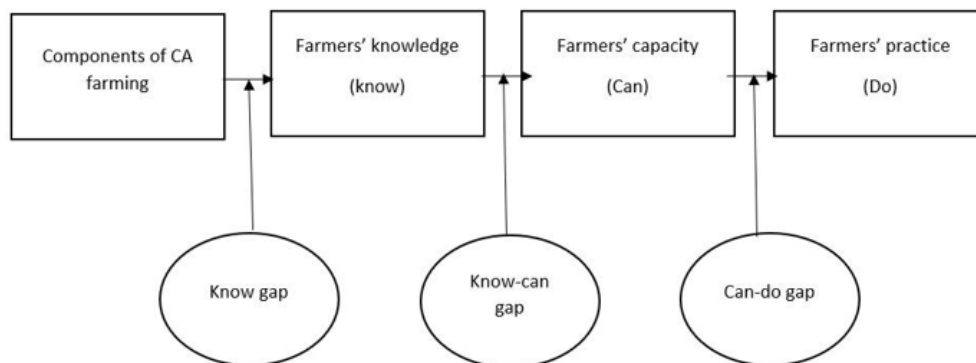 Components of CA
farming
Farmers’ knowledge
(know)
Farmers’ capacity
(Can)
Farmers’ practice
(Do)
Know gap
Know-can
gap
Can-do gap